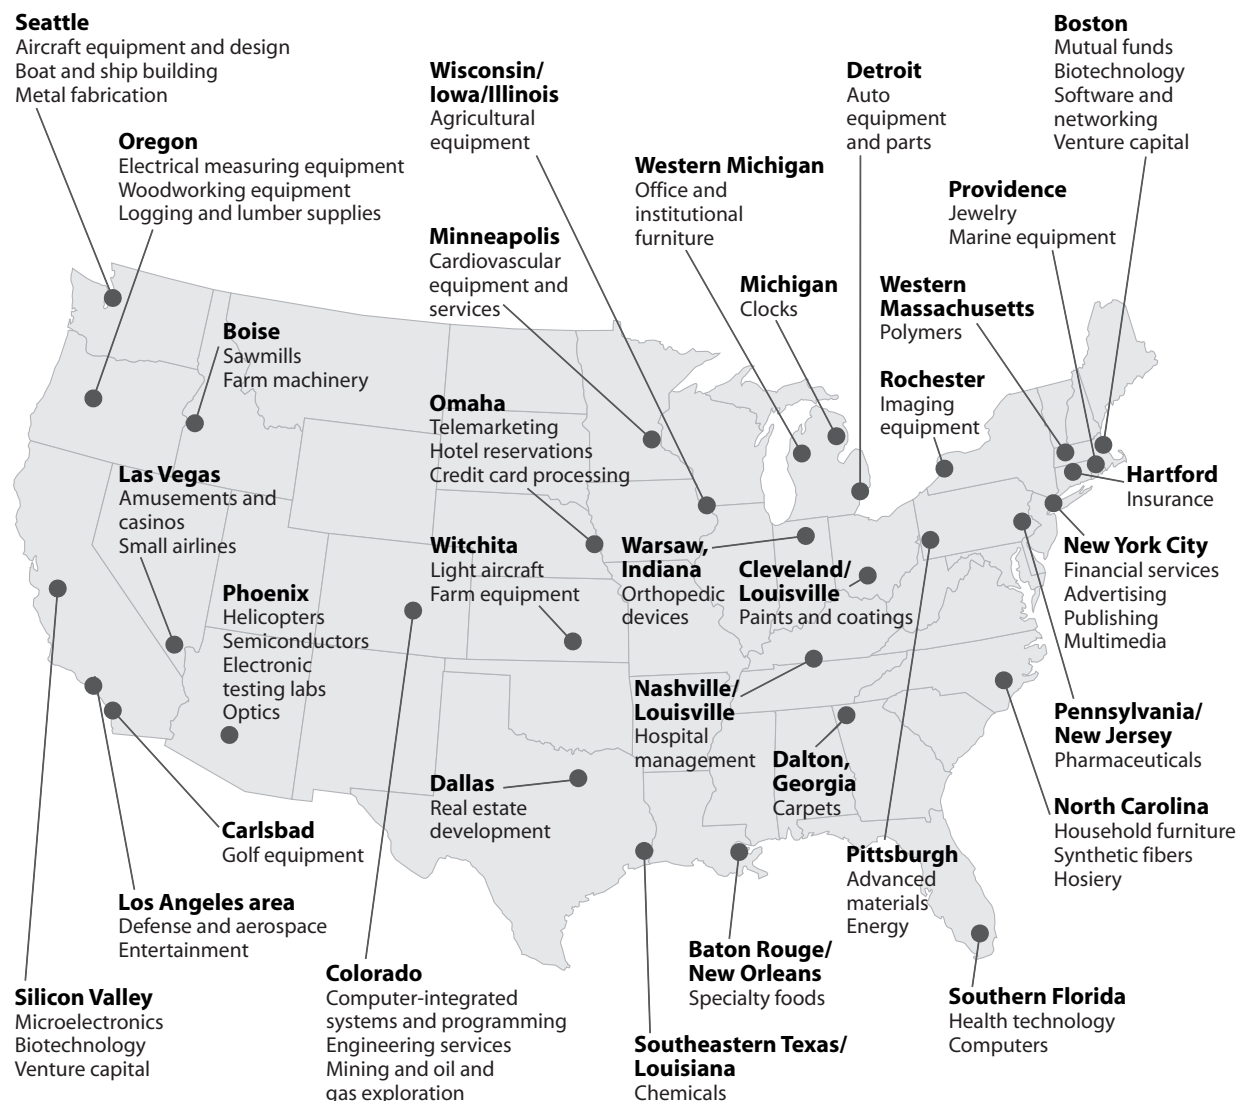 Seattle
Aircraft equipment and design
Boat and ship building
Metal fabrication
Oregon
Electrical measuring equipment
Woodworking equipment
Logging and lumber supplies
Wisconsin/
Iowa/Illinois
Agricultural
equipment
Minneapolis
Cardiovascular
equipment and
services
Western Michigan
Office and
institutional
furniture
Michigan
Clocks
Detroit
Auto
equipment
and parts
Boston
Mutual funds
Biotechnology
Software and
networking
Venture capital
Providence
Jewelry
Marine equipment
Western
Massachusetts
Polymers
Rochester
Imaging
equipment
Boise
Sawmills
Farm machinery
Omaha
Telemarketing
Hotel reservations
Credit card processing
Las Vegas
Amusements and
casinos
Small airlines
Hartford
Insurance
Witchita
Light aircraft
Farm equipment
Warsaw,
Indiana
Orthopedic
devices
Cleveland/
Louisville
Paints and coatings
New York City
Financial services
Advertising
Publishing
Multimedia
Phoenix
Helicopters
Semiconductors
Electronic
testing labs
Optics
Nashville/
Louisville
Hospital
management
Dalton,
Georgia
Carpets
Pennsylvania/
New Jersey
Pharmaceuticals
Dallas
Real estate
development
North Carolina
Household furniture
Synthetic fibers
Hosiery
Carlsbad
Golf equipment
Pittsburgh
Advanced
materials
Energy
Los Angeles area
Defense and aerospace
Entertainment
Baton Rouge/
New Orleans
Specialty foods
Silicon Valley
Microelectronics
Biotechnology
Venture capital
Colorado
Computer-integrated
systems and programming
Engineering services
Mining and oil and
gas exploration
Southeastern Texas/
Louisiana
Chemicals
Southern Florida
Health technology
Computers